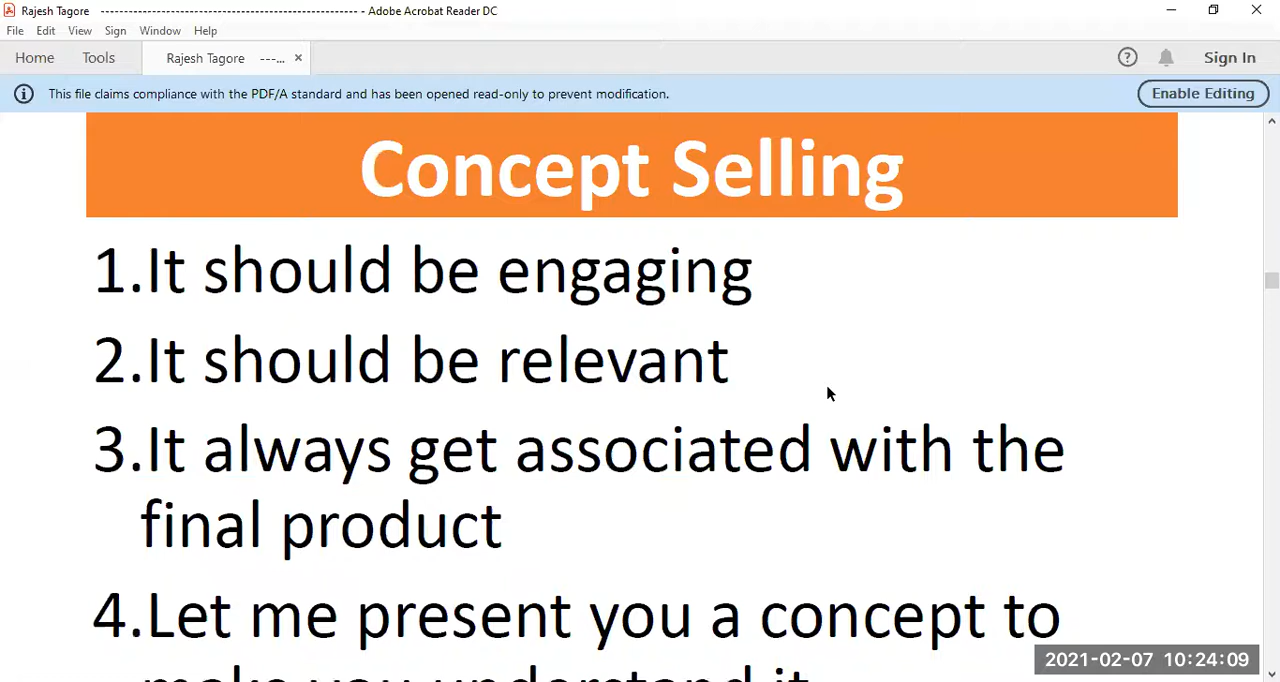 Rajesh Tagore ------------------------------------------------ - Adobe Acrobat Reader DC
File Edit View Sign Window Help
Home Tools Rajesh Tagore ---... × Sign In
This file claims compliance with the PDF/A standard and has been opened read-only to prevent modification. Enable Editing
Concept Selling
1.It should be engaging
2.It should be relevant
3.It always get associated with the
final product
4.Let me present you a concept to
make you understand it
2021-02-07 10:24:09